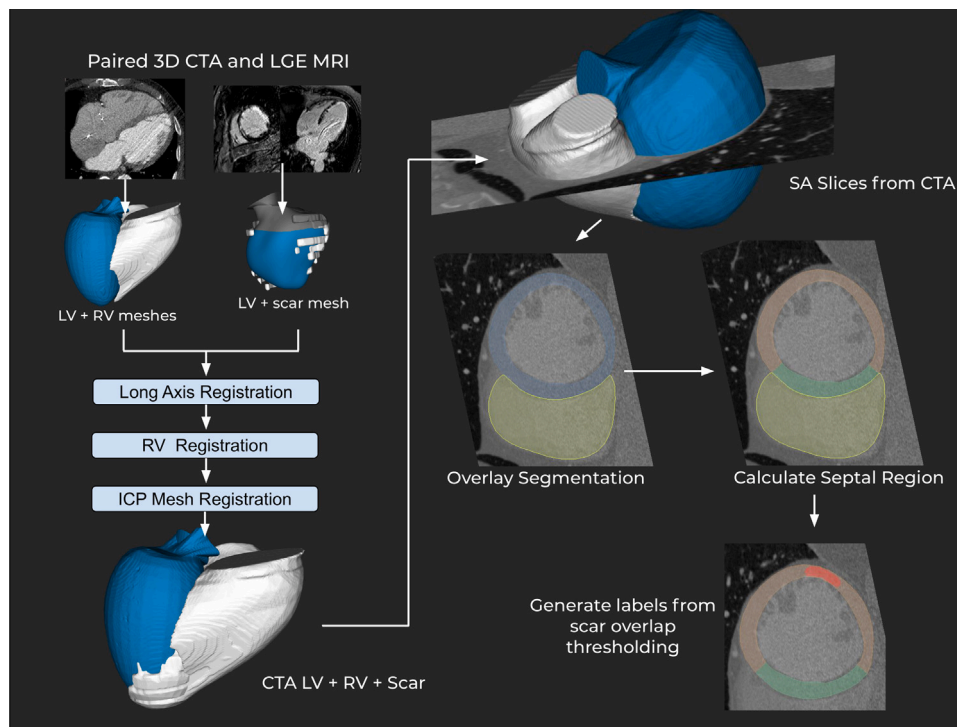 Paired 3D CTA and LGE MRI
LV + RV meshes
LV + scar mesh
Long Axis Registration
RV Registration
ICP Mesh Registration
CTA LV + RV + Scar
SA Slices from CTA
Overlay Segmentation
Calculate Septal Region
Generate labels from
scar overlap
thresholding